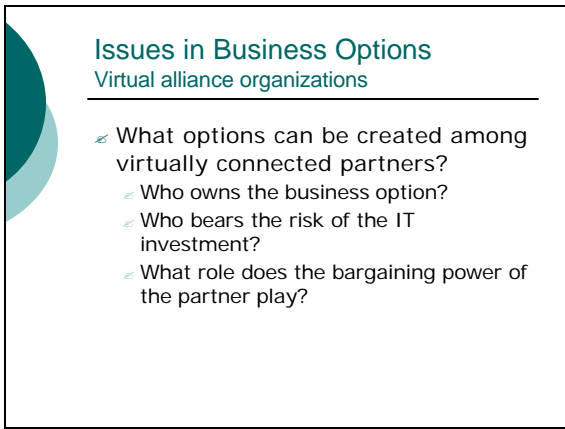 Issues in Business Options
Virtual alliance organizations
What options can be created among
virtually connected partners?
Who owns the business option?
Who bears the risk of the IT
investment?
What role does the bargaining power of
the partner play?